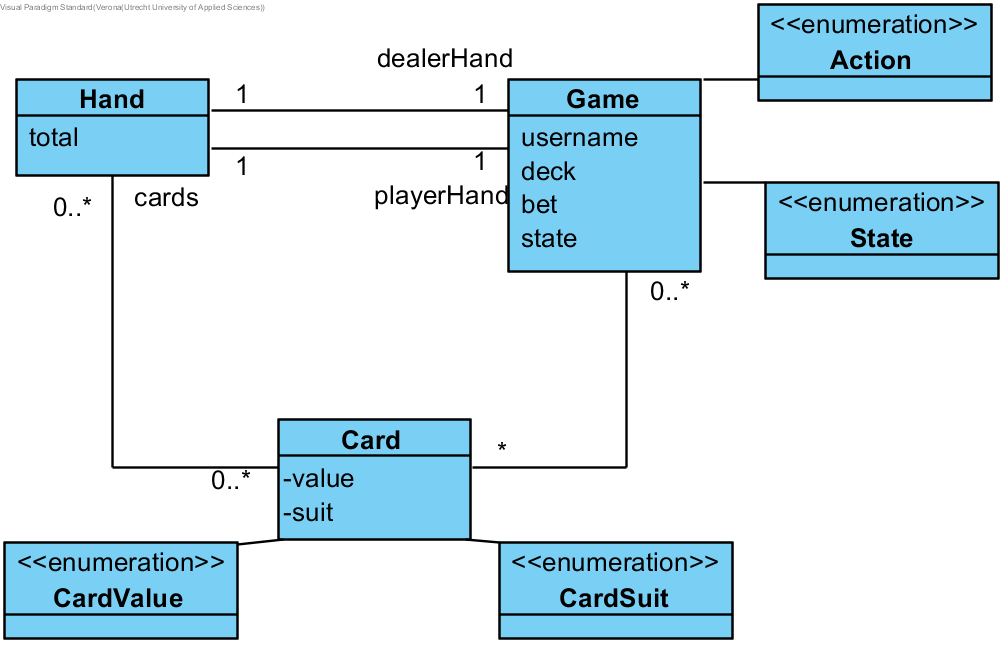 Visual Paradigm Standard(Verona(Utrecht University of Applied Sciences))
<<enumeration>>
Action
dealerHand
Hand
total
1
1
Game
username
deck
bet
state
1
1
cards
playerHand
0..*
<<enumeration>>
State
0..*
Card
-value
-suit
*
0..*
<<enumeration>>
CardValue
<<enumeration>>
CardSuit